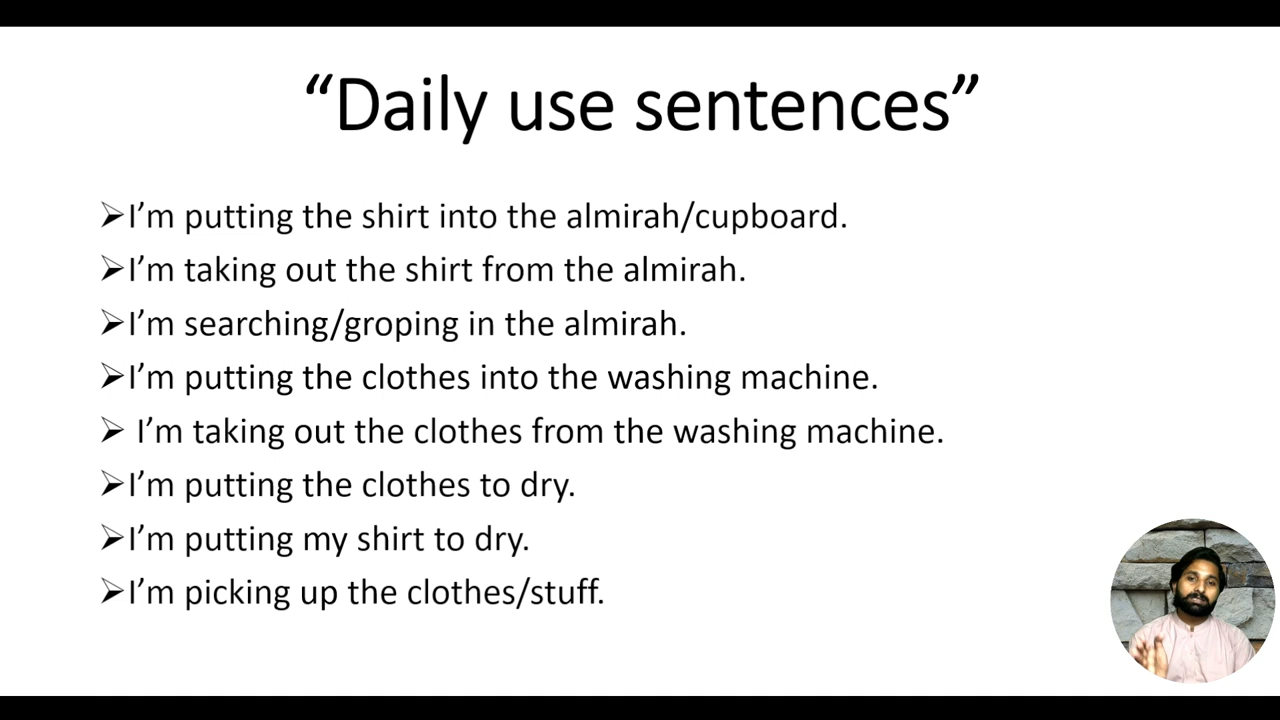 “Daily use sentences”
➢I’m putting the shirt into the almirah/cupboard.
➢I’m taking out the shirt from the almirah.
➢I’m searching/groping in the almirah.
➢I’m putting the clothes into the washing machine.
➢ I’m taking out the clothes from the washing machine.
➢I’m putting the clothes to dry.
➢I’m putting my shirt to dry.
➢I’m picking up the clothes/stuff.